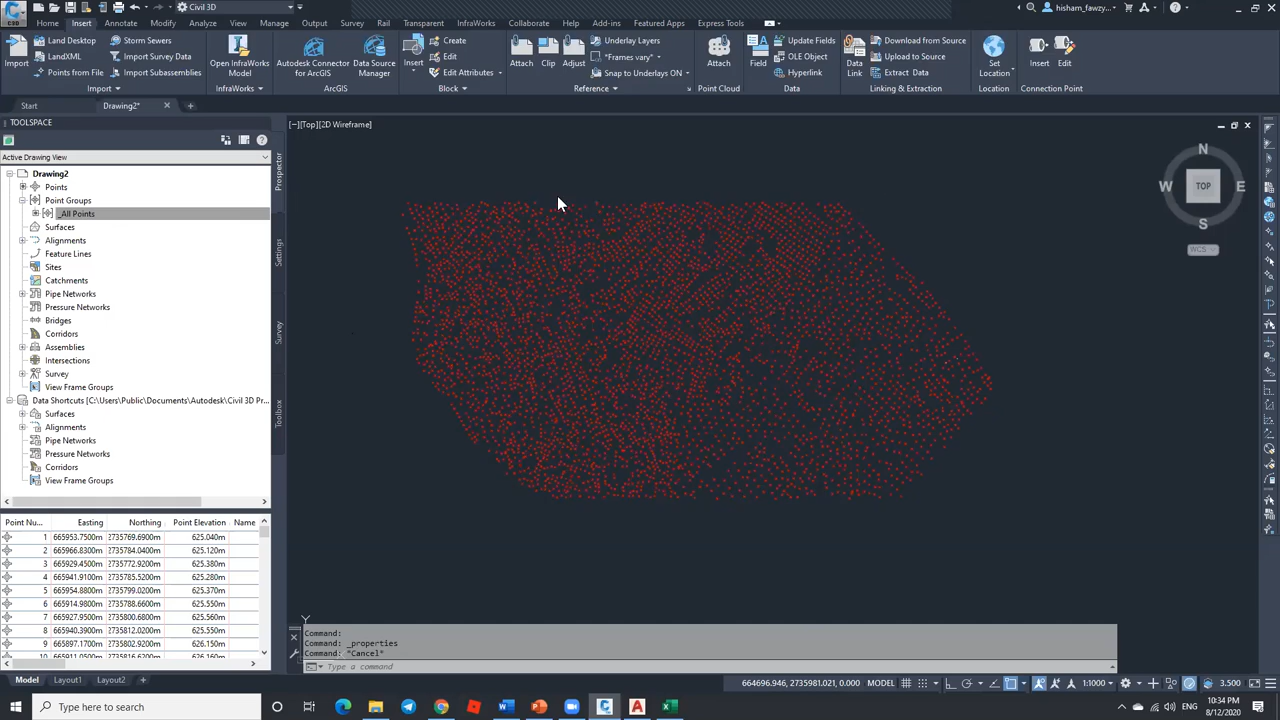 C3D
Civil 3D
hisham_fawzy...
Home Insert Annotate Modify Analyze View Manage Output Survey Rail Transparent InfraWorks Collaborate Help Add-ins Featured Apps Express Tools
Import
Land Desktop
LandXML
Points from File
Storm Sewers
Import Survey Data
Import Subassemblies
Import
Open InfraWorks
Model
InfraWorks
Autodesk Connector
for ArcGIS
Data Source
Manager
ArcGIS
Insert
Create
Edit
Edit Attributes
Block
Attach
Clip
Adjust
Underlay Layers
*Frames vary*
Snap to Underlays ON
Reference
Attach
Point Cloud
Field
Update Fields
OLE Object
Hyperlink
Data
Data
Link
Download from Source
Upload to Source
Extract Data
Linking & Extraction
Set
Location
Location
Insert
Edit
Connection Point
Start
Drawing2*
TOOLSPACE
Active Drawing View
Drawing2
Points
Point Groups
_All Points
Surfaces
Alignments
Feature Lines
Sites
Catchments
Pipe Networks
Pressure Networks
Bridges
Corridors
Assemblies
Intersections
Survey
View Frame Groups
Data Shortcuts [C:\Users\Public\Documents\Autodesk\Civil 3D Pr...
Surfaces
Alignments
Pipe Networks
Pressure Networks
Corridors
View Frame Groups
Prospector
Settings
Survey
Toolbox
Point Nu... Easting Northing Point Elevation Name
1 665953.7500m 2735769.6900m 625.040m
2 665966.8300m 2735784.0400m 625.120m
3 665929.4500m 2735772.9200m 625.380m
4 665941.9100m 2735785.5200m 625.280m
5 665954.8800m 2735799.0200m 625.370m
6 665914.9800m 2735788.6600m 625.550m
7 665927.9500m 2735800.6800m 625.560m
8 665940.3900m 2735812.0200m 625.550m
9 665897.1700m 2735802.9200m 626.150m
10 665911.0500m 2735816.6200m 626.160m
[−][Top][2D Wireframe]
N
W TOP E
S
WCS
Y
Command:
Command: _properties
Command: *Cancel*
Type a command
Model Layout1 Layout2
664696.946, 2735981.021, 0.000 MODEL
1:1000
3.500
Type here to search
10:34 PM
8/12/2020